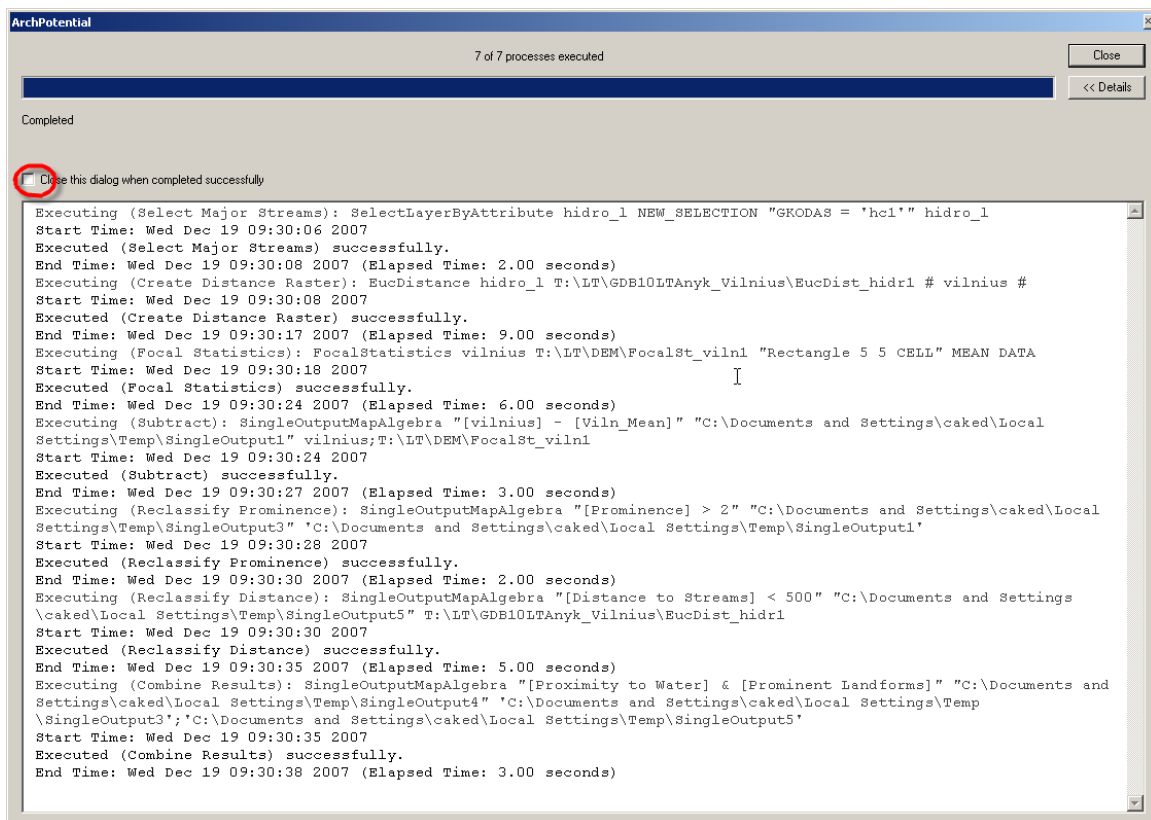 ArchPotential
7 of 7 processes executed
Close
<< Details
Completed
Close this dialog when completed successfully
Executing (Select Major Streams): SelectLayerByAttribute hidro_l NEW_SELECTION "GKODAS = 'hc1'" hidro_l
Start Time: Wed Dec 19 09:30:06 2007
Executed (Select Major Streams) successfully.
End Time: Wed Dec 19 09:30:08 2007 (Elapsed Time: 2.00 seconds)
Executing (Create Distance Raster): EucDistance hidro_l T:\LT\GDB10LTAnyk_Vilnius\EucDist_hidr1 # vilnius #
Start Time: Wed Dec 19 09:30:08 2007
Executed (Create Distance Raster) successfully.
End Time: Wed Dec 19 09:30:17 2007 (Elapsed Time: 9.00 seconds)
Executing (Focal Statistics): FocalStatistics vilnius T:\LT\DEM\FocalSt_viln1 "Rectangle 5 5 CELL" MEAN DATA
Start Time: Wed Dec 19 09:30:18 2007
Executed (Focal Statistics) successfully.
End Time: Wed Dec 19 09:30:24 2007 (Elapsed Time: 6.00 seconds)
Executing (Subtract): SingleOutputMapAlgebra "[vilnius] - [Viln_Mean]" "C:\Documents and Settings\caked\Local
Settings\Temp\SingleOutput1" vilnius;T:\LT\DEM\FocalSt_viln1
Start Time: Wed Dec 19 09:30:24 2007
Executed (Subtract) successfully.
End Time: Wed Dec 19 09:30:27 2007 (Elapsed Time: 3.00 seconds)
Executing (Reclassify Prominence): SingleOutputMapAlgebra "[Prominence] > 2" "C:\Documents and Settings\caked\Local
Settings\Temp\SingleOutput3" 'C:\Documents and Settings\caked\Local Settings\Temp\SingleOutput1'
Start Time: Wed Dec 19 09:30:28 2007
Executed (Reclassify Prominence) successfully.
End Time: Wed Dec 19 09:30:30 2007 (Elapsed Time: 2.00 seconds)
Executing (Reclassify Distance): SingleOutputMapAlgebra "[Distance to Streams] < 500" "C:\Documents and Settings
\caked\Local Settings\Temp\SingleOutput5" T:\LT\GDB10LTAnyk_Vilnius\EucDist_hidr1
Start Time: Wed Dec 19 09:30:30 2007
Executed (Reclassify Distance) successfully.
End Time: Wed Dec 19 09:30:35 2007 (Elapsed Time: 5.00 seconds)
Executing (Combine Results): SingleOutputMapAlgebra "[Proximity to Water] & [Prominent Landforms]" "C:\Documents and
Settings\caked\Local Settings\Temp\SingleOutput4" 'C:\Documents and Settings\caked\Local Settings\Temp
\SingleOutput3';'C:\Documents and Settings\caked\Local Settings\Temp\SingleOutput5'
Start Time: Wed Dec 19 09:30:35 2007
Executed (Combine Results) successfully.
End Time: Wed Dec 19 09:30:38 2007 (Elapsed Time: 3.00 seconds)